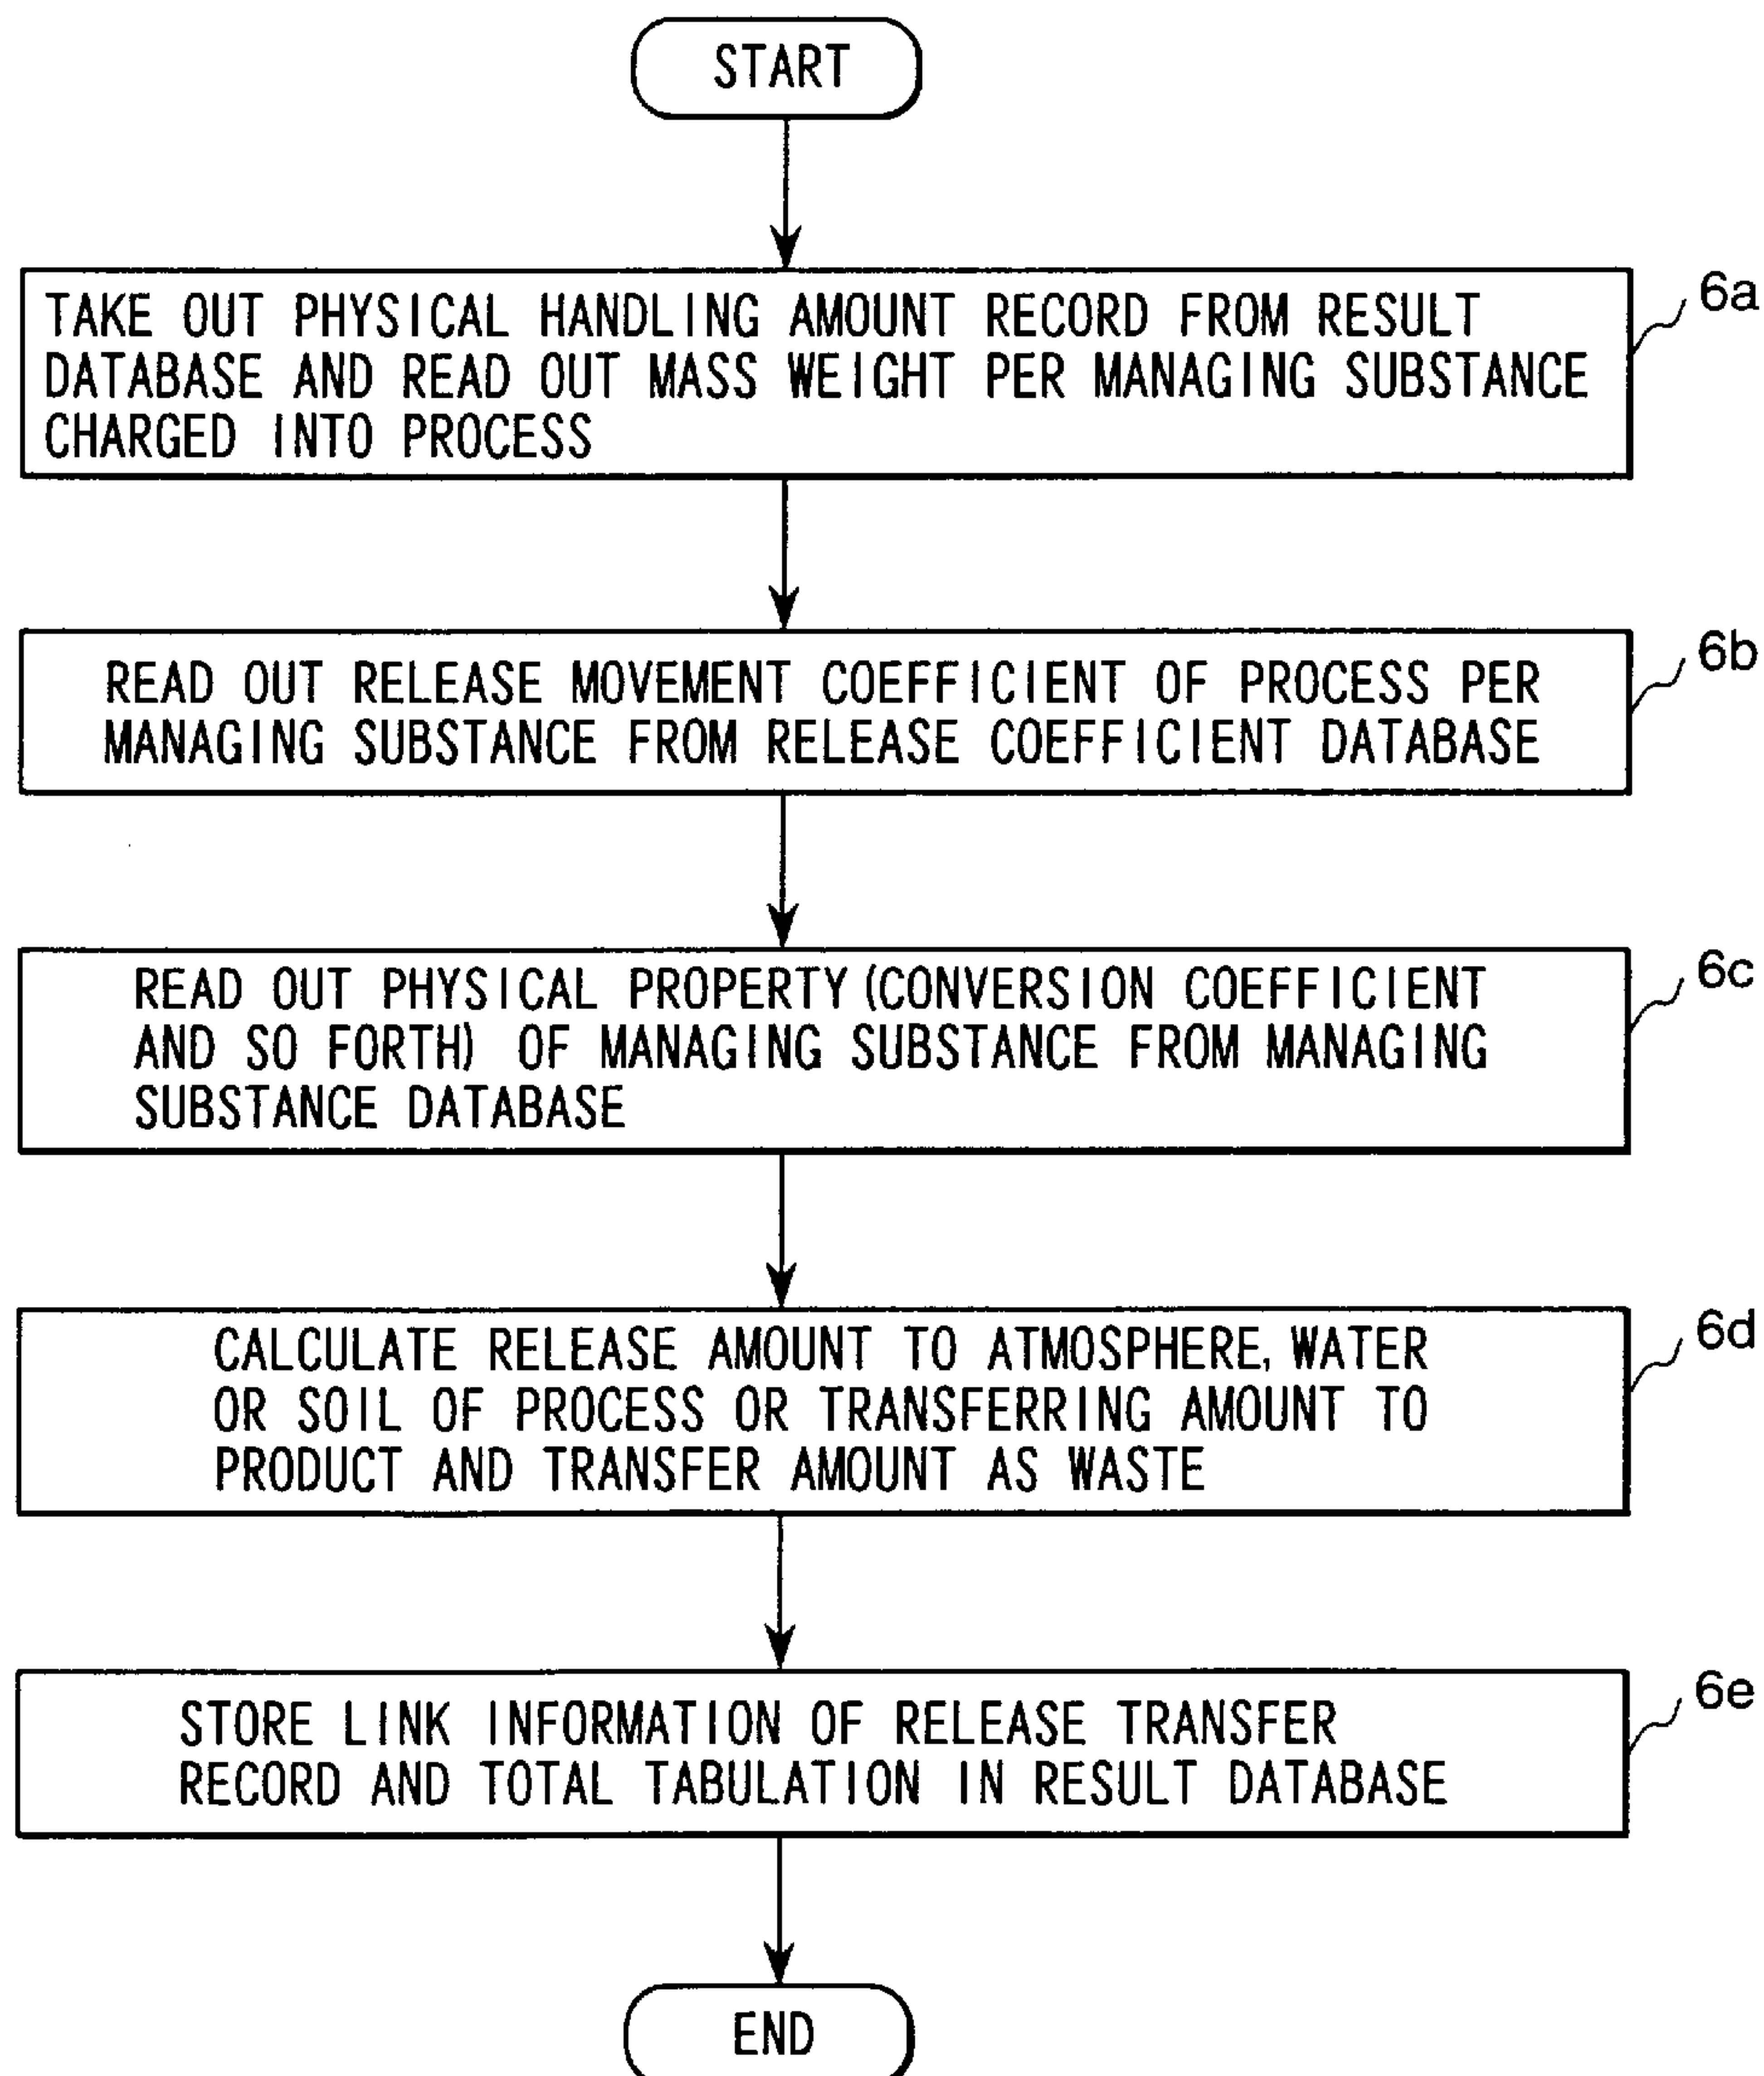 START
TAKE OUT PHYSICAL HANDLING AMOUNT RECORD FROM RESULT
DATABASE AND READ OUT MASS WEIGHT PER MANAGING SUBSTANCE
CHARGED INTO PROCESS
6a
READ OUT RELEASE MOVEMENT COEFFICIENT OF PROCESS PER
MANAGING SUBSTANCE FROM RELEASE COEFFICIENT DATABASE
6b
READ OUT PHYSICAL PROPERTY (CONVERSION COEFFICIENT
AND SO FORTH) OF MANAGING SUBSTANCE FROM MANAGING
SUBSTANCE DATABASE
6c
CALCULATE RELEASE AMOUNT TO ATMOSPHERE, WATER
OR SOIL OF PROCESS OR TRANSFERRING AMOUNT TO
PRODUCT AND TRANSFER AMOUNT AS WASTE
6d
STORE LINK INFORMATION OF RELEASE TRANSFER
RECORD AND TOTAL TABULATION IN RESULT DATABASE
6e
END